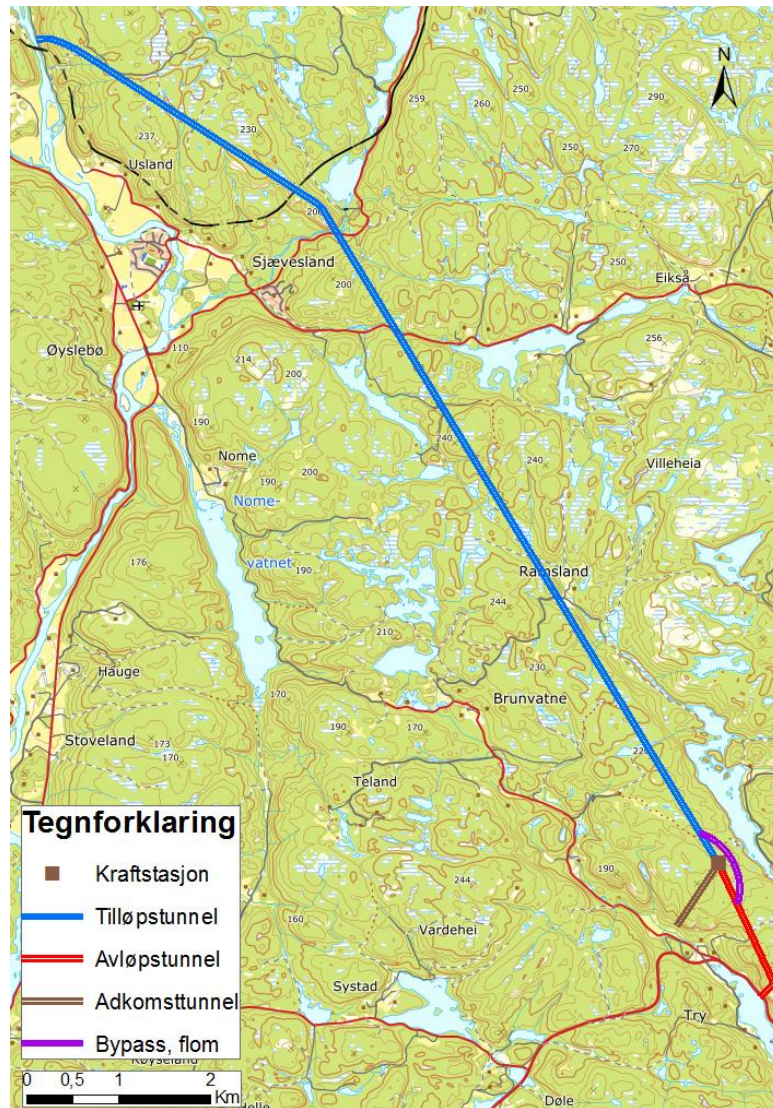 N
259
260
290
237
230
250
270
Usland
200
Sjævesland
200
250
250
Eikså
Øyslebø
110
214
200
256
190
240
Nome
200
190
240
Villeheia
Nome-
vatnet
190
Ramsland
176
210
244
Hauge
230
170
Brunvatne
Stoveland
173
170
190
170
220
Teland
Tegnforklaring
Kraftstasjon
190
244
Tilløpstunnel
160
Vardehei
Avløpstunnel
Systad
Adkomsttunnel
Try
Bypass, flom
Køyseland
0 0,5 1 2
Km
Døle